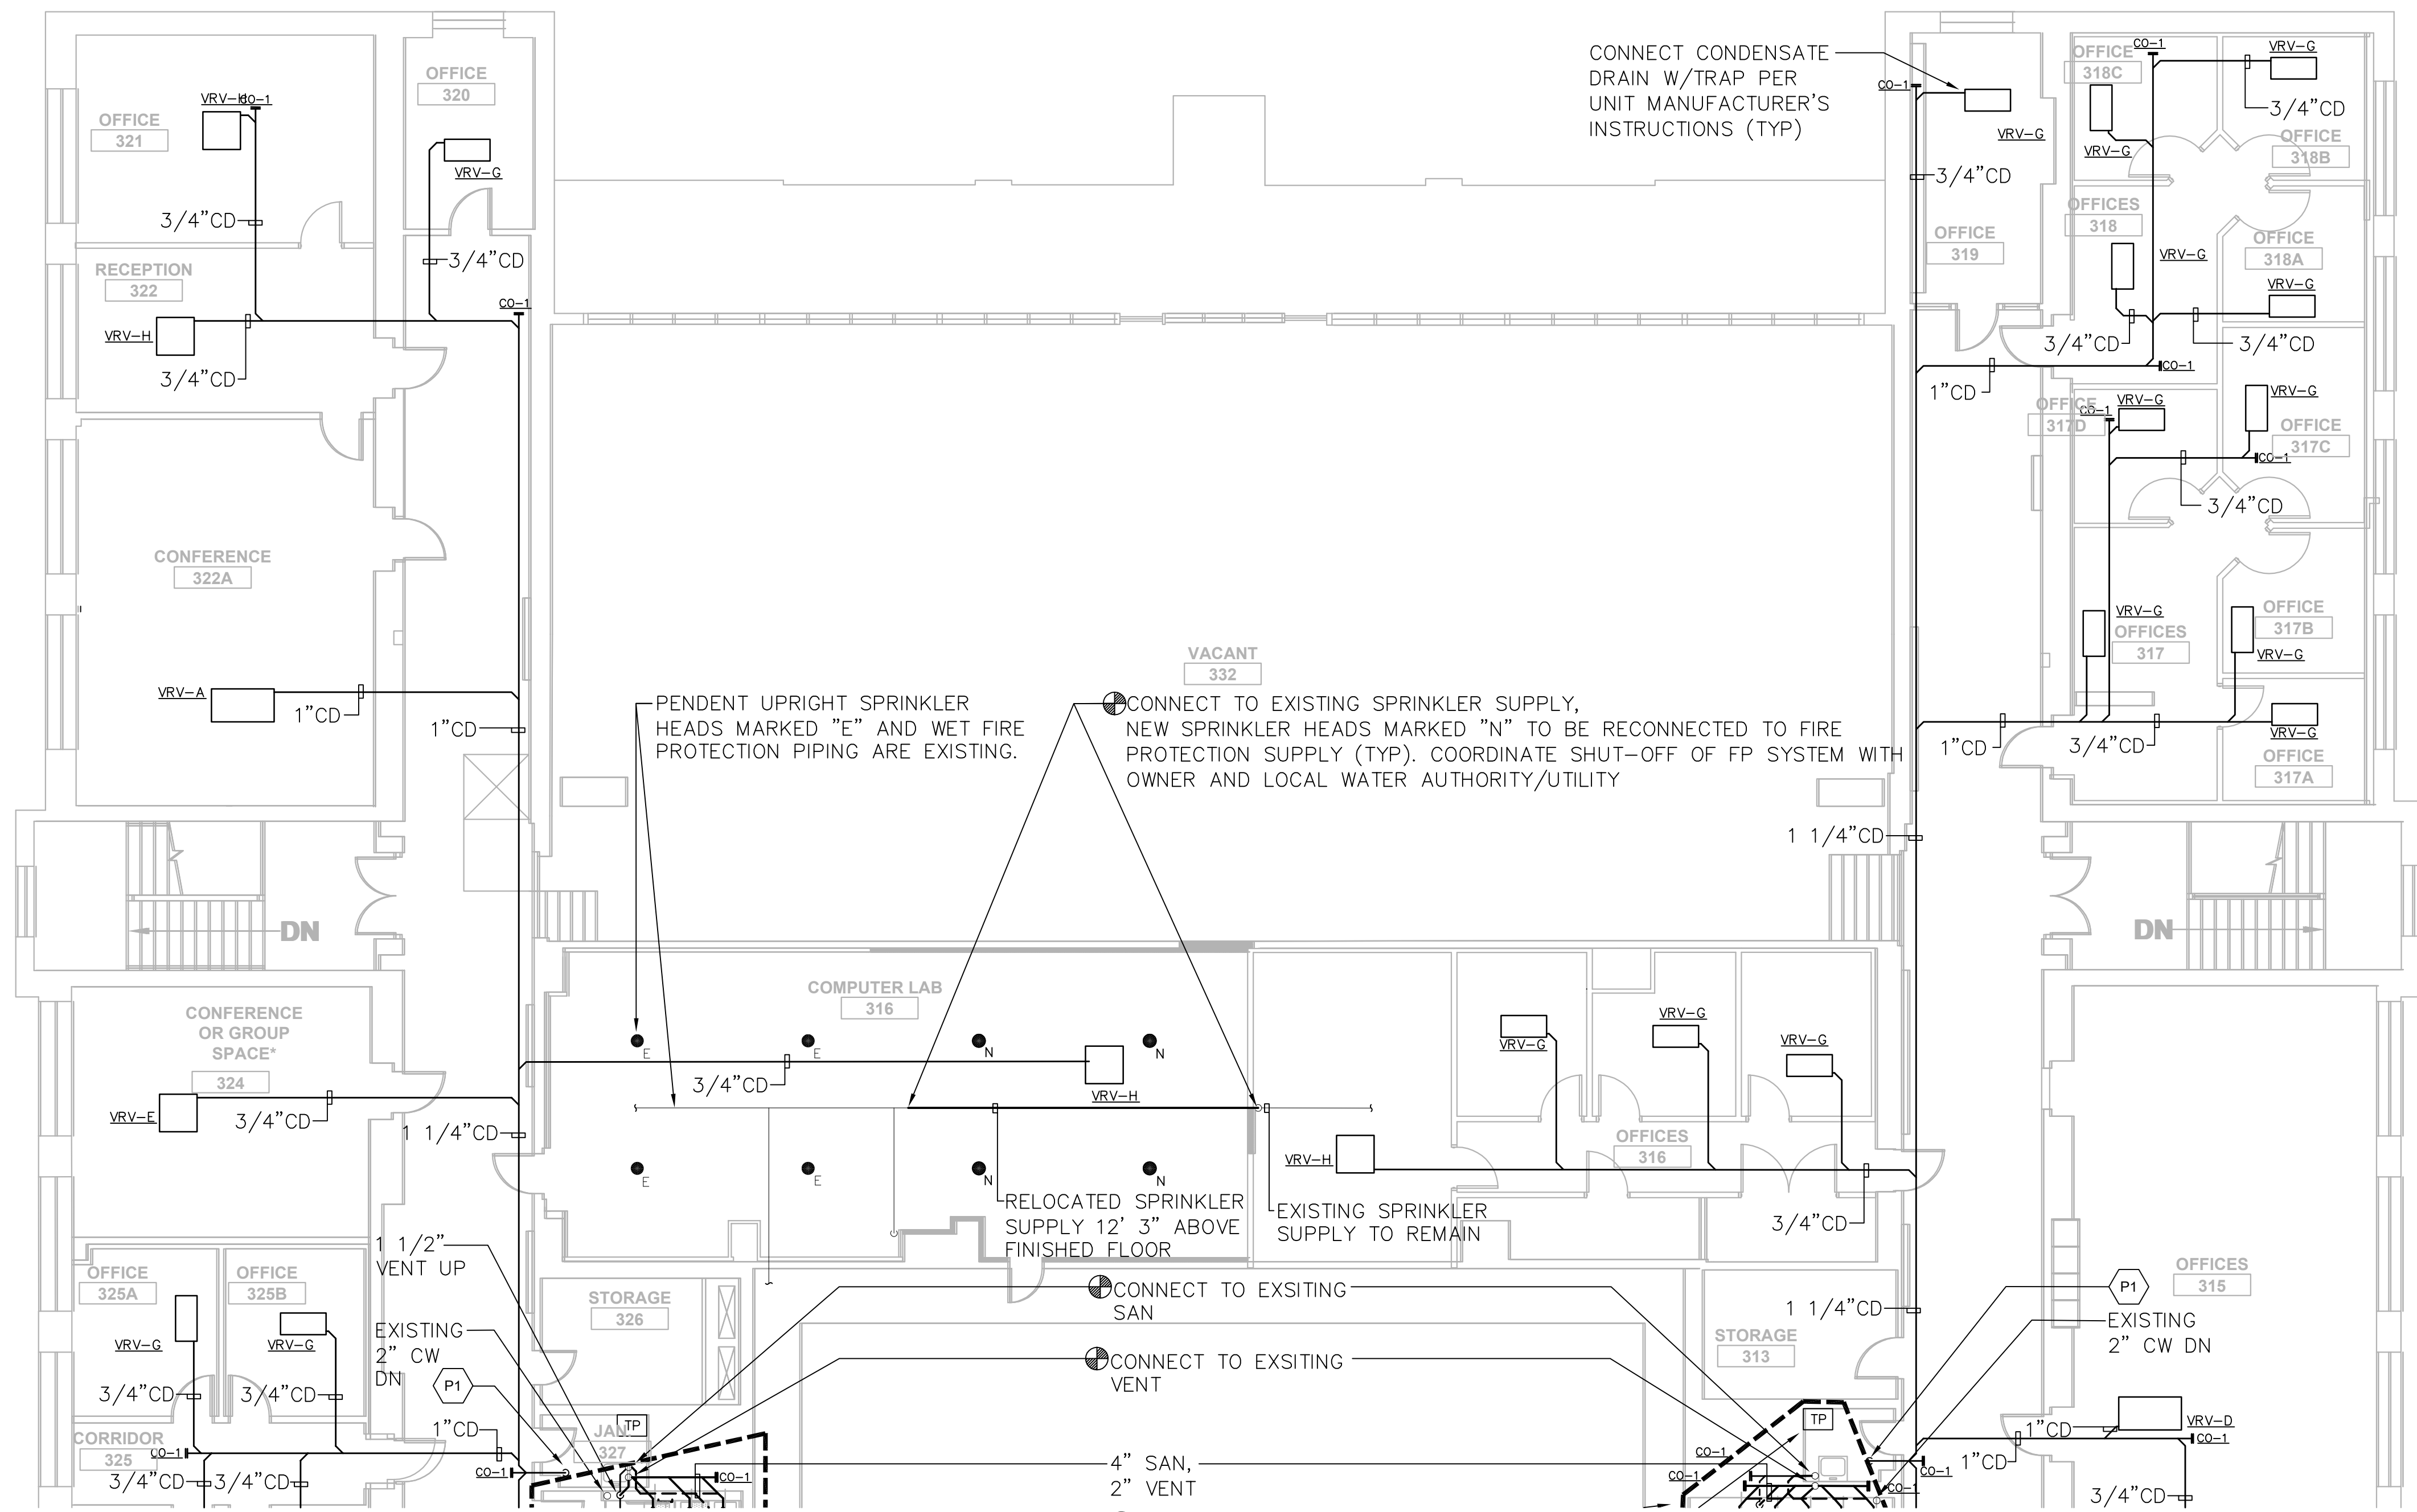 CONNECT CONDENSATE
DRAIN W/TRAP PER
UNIT MANUFACTURER'S
INSTRUCTIONS (TYP)
OFFICE
321
VRV-H
CO-1
3/4"CD
OFFICE
320
VRV-G
3/4"CD
RECEPTION
322
VRV-H
3/4"CD
CO-1
CONFERENCE
322A
VRV-A
1"CD
1"CD
CO-1
VRV-G
3/4"CD
OFFICE
319
OFFICE
318C
CO-1
VRV-G
3/4"CD
VRV-G
OFFICE
318B
OFFICES
318
VRV-G
OFFICE
318A
VRV-G
3/4"CD
3/4"CD
1"CD
CO-1
OFFICE
317D
CO-1
VRV-G
VRV-G
OFFICE
317C
CO-1
3/4"CD
VRV-G
OFFICES
317
OFFICE
317B
VRV-G
1"CD
3/4"CD
VRV-G
OFFICE
317A
VACANT
332
PENDENT UPRIGHT SPRINKLER
HEADS MARKED "E" AND WET FIRE
PROTECTION PIPING ARE EXISTING.
CONNECT TO EXISTING SPRINKLER SUPPLY,
NEW SPRINKLER HEADS MARKED "N" TO BE RECONNECTED TO FIRE
PROTECTION SUPPLY (TYP). COORDINATE SHUT-OFF OF FP SYSTEM WITH
OWNER AND LOCAL WATER AUTHORITY/UTILITY
1 1/4"CD
DN
DN
CONFERENCE
OR GROUP
SPACE*
324
VRV-E
3/4"CD
1 1/4"CD
COMPUTER LAB
316
E
E
N
N
3/4"CD
VRV-H
E
E
N
N
RELOCATED SPRINKLER
SUPPLY 12' 3" ABOVE
FINISHED FLOOR
EXISTING SPRINKLER
SUPPLY TO REMAIN
VRV-G
VRV-G
VRV-G
VRV-H
OFFICES
316
3/4"CD
OFFICE
325A
VRV-G
3/4"CD
OFFICE
325B
VRV-G
3/4"CD
1 1/2"
VENT UP
EXISTING
2" CW
DN
P1
STORAGE
326
CONNECT TO EXSITING
SAN
CONNECT TO EXSITING
VENT
4" SAN,
2" VENT
1 1/4"CD
STORAGE
313
P1
EXISTING
2" CW DN
OFFICES
315
CORRIDOR
325
CO-1
3/4"CD
3/4"CD
1"CD
CO-1
JAN
327
TP
CO-1
TP
CO-1
CO-1
CO-1
CO-1
1"CD
1"CD
VRV-D
CO-1
3/4"CD